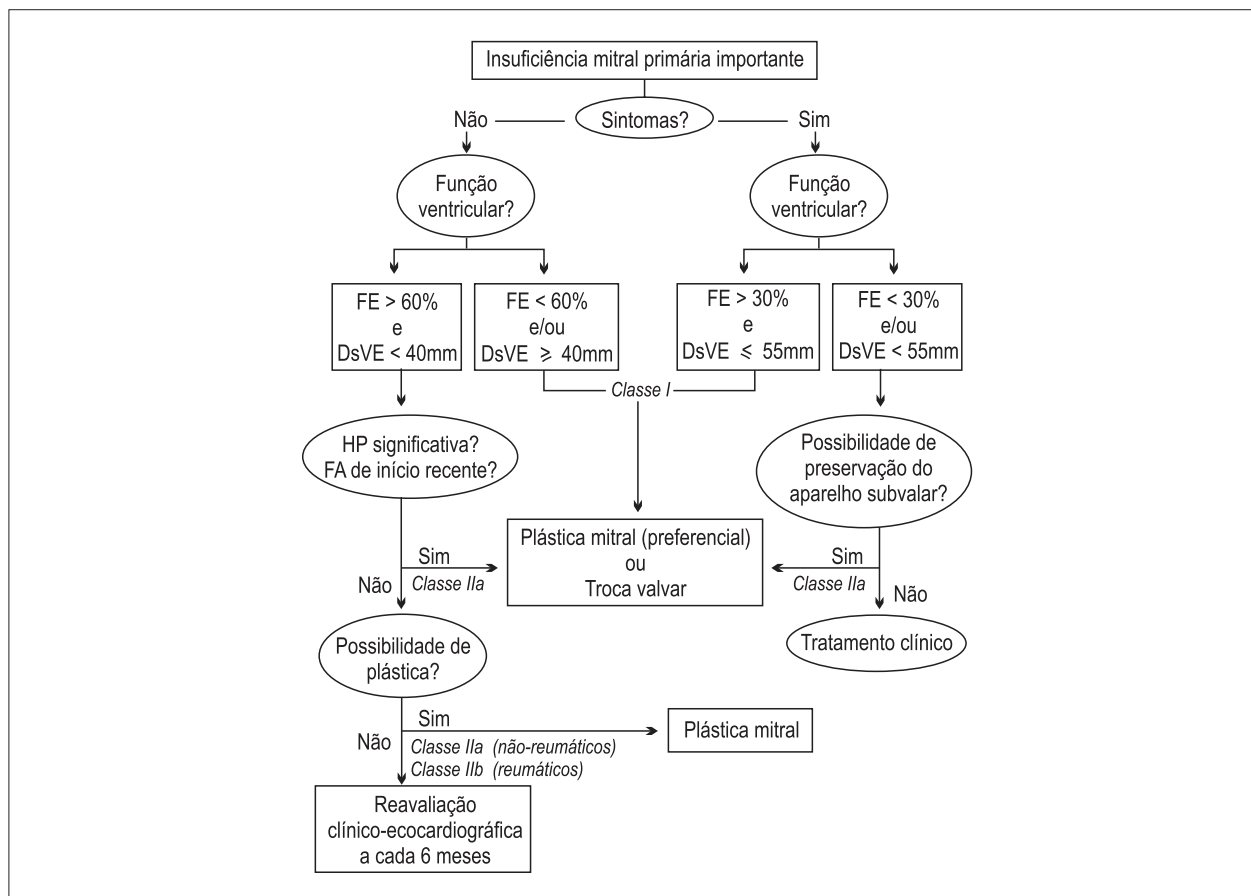 Insuficiência mitral primária importante
Sintomas?
Não
Sim
Função
ventricular?
Função
ventricular?
FE > 60%
e
DsVE < 40mm
FE < 60%
e/ou
DsVE ⩾ 40mm
FE > 30%
e
DsVE ⩽ 55mm
FE < 30%
e/ou
DsVE < 55mm
Classe I
HP significativa?
FA de início recente?
Possibilidade de
preservação do
aparelho subvalar?
Plástica mitral (preferencial)
ou
Troca valvar
Sim
Classe IIa
Não
Sim
Classe IIa
Não
Possibilidade de
plástica?
Tratamento clínico
Sim
Não
Classe IIa (não-reumáticos)
Classe IIb (reumáticos)
Plástica mitral
Reavaliação
clínico-ecocardiográfica
a cada 6 meses